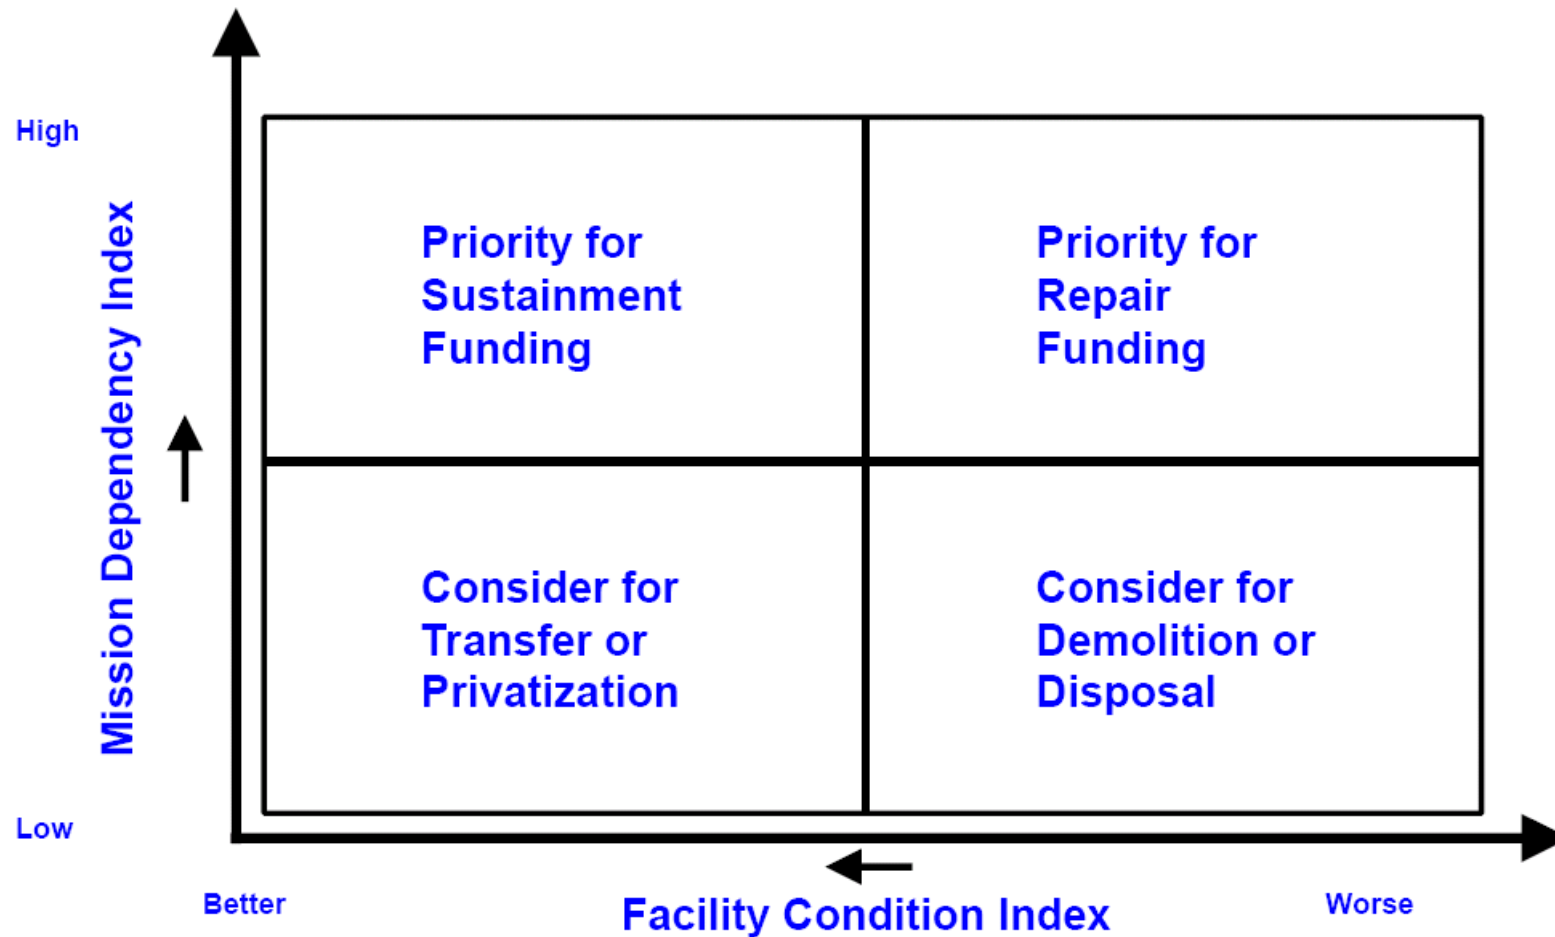 High
Priority for
Sustainment
Funding
Priority for
Repair
Funding
Mission Dependency Index
Consider for
Transfer or
Privatization
Consider for
Demolition or
Disposal
Low
Better
Facility Condition Index
Worse